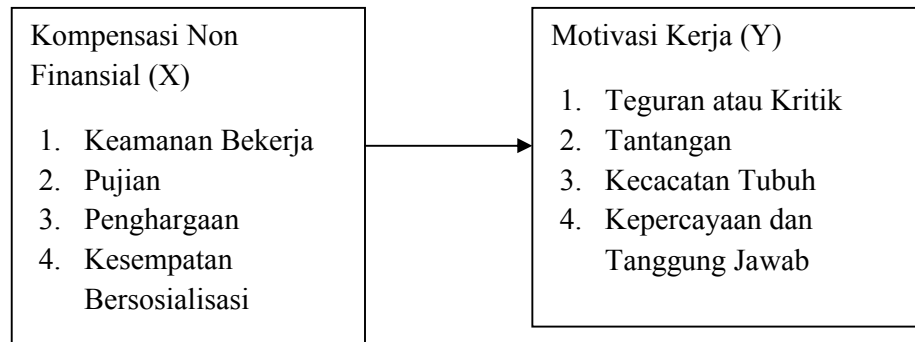 Kompensasi Non
Finansial (X)
1. Keamanan Bekerja
2. Pujian
3. Penghargaan
4. Kesempatan
Bersosialisasi
Motivasi Kerja (Y)
1. Teguran atau Kritik
2. Tantangan
3. Kecacatan Tubuh
4. Kepercayaan dan
Tanggung Jawab